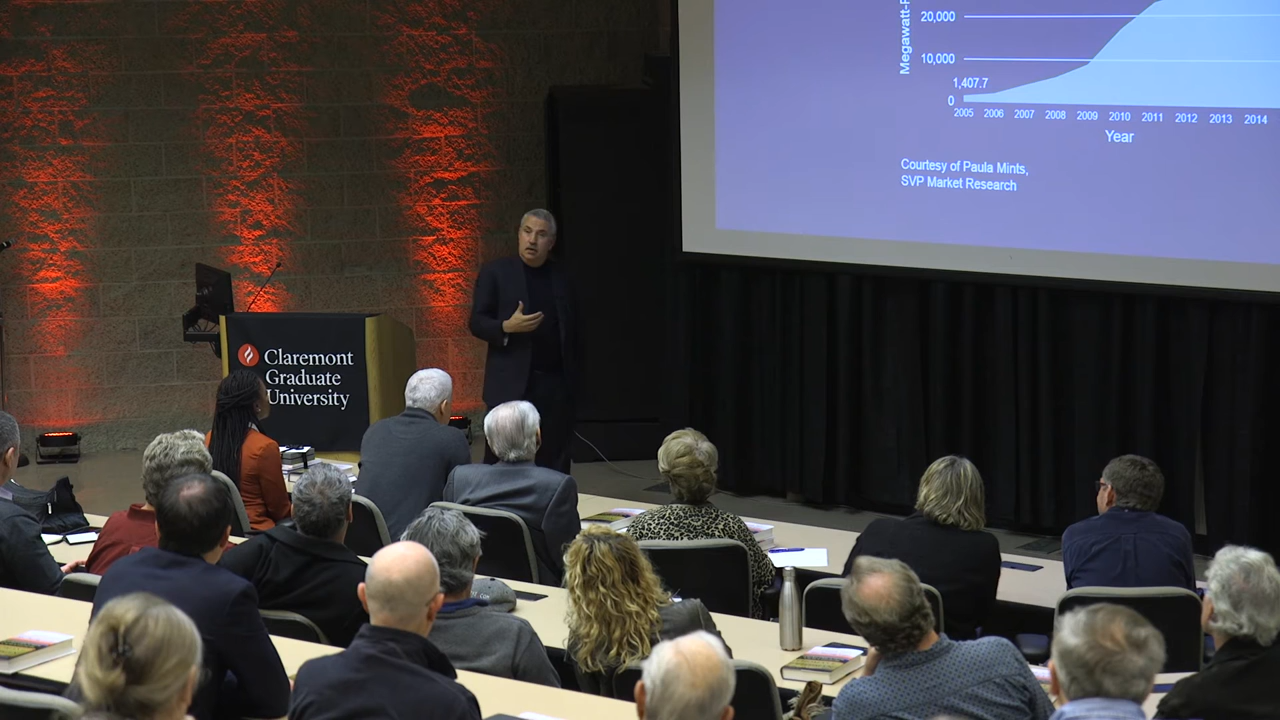 20,000
10,000
1,407.7
0
2005 2006 2007 2008 2009 2010 2011 2012 2013 2014
Year
Courtesy of Paula Mints,
SVP Market Research
Claremont
Graduate
University